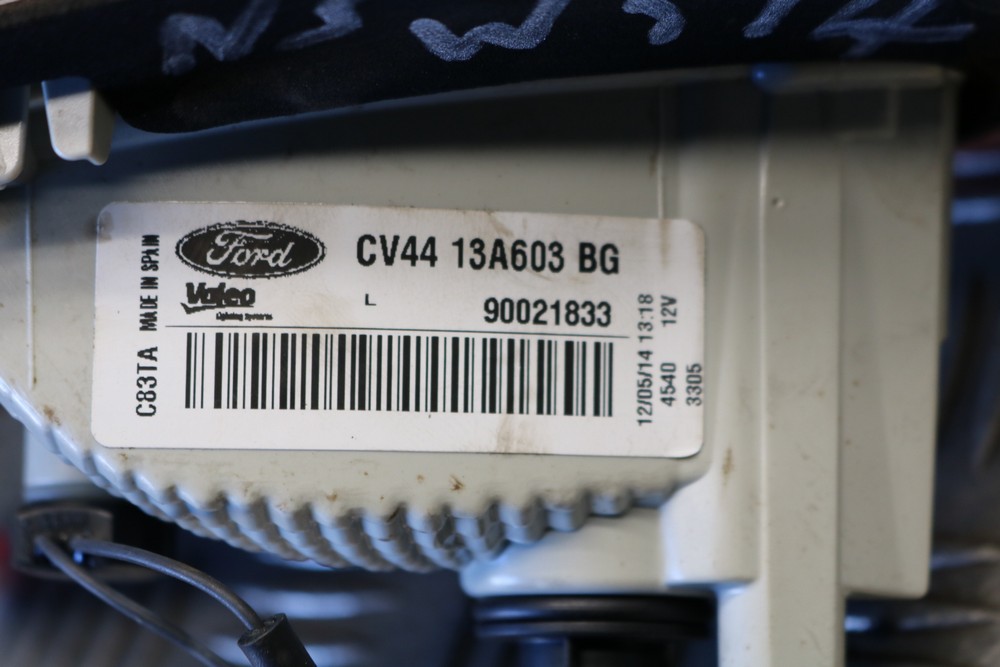 Ford
CV44 13A603 BG
Valeo
Lighting Systems
L
90021833
C83TA MADE IN SPAIN
12/05/14 13:18
4540 12V
3305